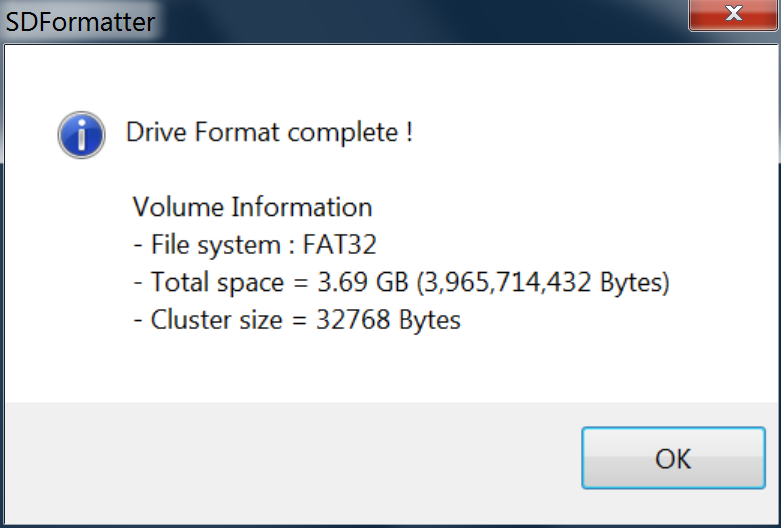 SDFormatter
Drive Format complete !
Volume Information
- File system : FAT32
- Total space = 3.69 GB (3,965,714,432 Bytes)
- Cluster size = 32768 Bytes
OK